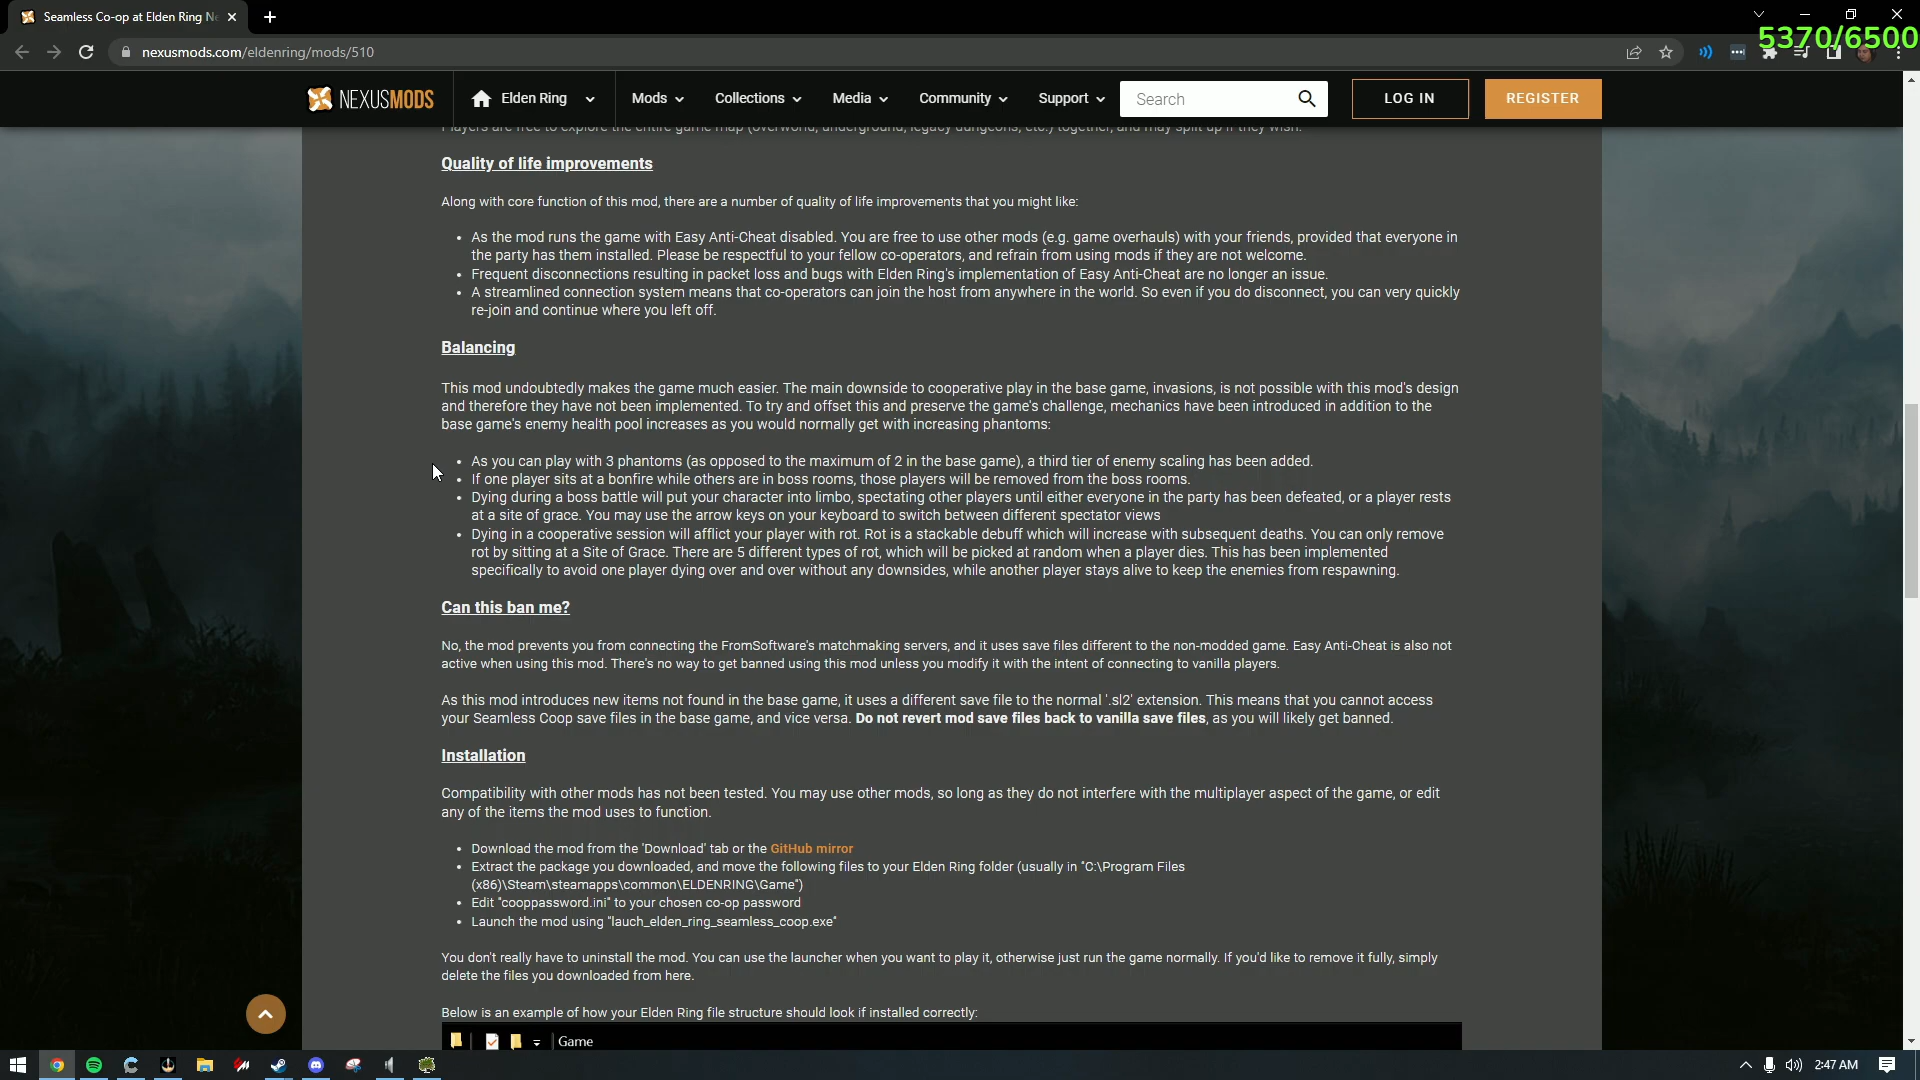 Seamless Co-op at Elden Ring Ne
5370/6500
nexusmods.com/eldenring/mods/510
NEXUSMODS
Elden Ring
Mods
Collections
Media
Community
Support
Search
LOG IN
REGISTER
Players are free to explore the entire game map (overworld, underground, legacy dungeons, etc.) together, and may split up if they wish.
Quality of life improvements
Along with core function of this mod, there are a number of quality of life improvements that you might like:
• As the mod runs the game with Easy Anti-Cheat disabled. You are free to use other mods (e.g. game overhauls) with your friends, provided that everyone in
the party has them installed. Please be respectful to your fellow co-operators, and refrain from using mods if they are not welcome.
• Frequent disconnections resulting in packet loss and bugs with Elden Ring's implementation of Easy Anti-Cheat are no longer an issue.
• A streamlined connection system means that co-operators can join the host from anywhere in the world. So even if you do disconnect, you can very quickly
re-join and continue where you left off.
Balancing
This mod undoubtedly makes the game much easier. The main downside to cooperative play in the base game, invasions, is not possible with this mod's design
and therefore they have not been implemented. To try and offset this and preserve the game's challenge, mechanics have been introduced in addition to the
base game's enemy health pool increases as you would normally get with increasing phantoms:
• As you can play with 3 phantoms (as opposed to the maximum of 2 in the base game), a third tier of enemy scaling has been added.
• If one player sits at a bonfire while others are in boss rooms, those players will be removed from the boss rooms.
• Dying during a boss battle will put your character into limbo, spectating other players until either everyone in the party has been defeated, or a player rests
at a site of grace. You may use the arrow keys on your keyboard to switch between different spectator views
• Dying in a cooperative session will afflict your player with rot. Rot is a stackable debuff which will increase with subsequent deaths. You can only remove
rot by sitting at a Site of Grace. There are 5 different types of rot, which will be picked at random when a player dies. This has been implemented
specifically to avoid one player dying over and over without any downsides, while another player stays alive to keep the enemies from respawning.
Can this ban me?
No, the mod prevents you from connecting the FromSoftware's matchmaking servers, and it uses save files different to the non-modded game. Easy Anti-Cheat is also not
active when using this mod. There's no way to get banned using this mod unless you modify it with the intent of connecting to vanilla players.
As this mod introduces new items not found in the base game, it uses a different save file to the normal '.sl2' extension. This means that you cannot access
your Seamless Coop save files in the base game, and vice versa. Do not revert mod save files back to vanilla save files, as you will likely get banned.
Installation
Compatibility with other mods has not been tested. You may use other mods, so long as they do not interfere with the multiplayer aspect of the game, or edit
any of the items the mod uses to function.
• Download the mod from the 'Download' tab or the GitHub mirror
• Extract the package you downloaded, and move the following files to your Elden Ring folder (usually in "C:\Program Files
(x86)\Steam\steamapps\common\ELDENRING\Game")
• Edit "cooppassword.ini" to your chosen co-op password
• Launch the mod using "lauch_elden_ring_seamless_coop.exe"
You don't really have to uninstall the mod. You can use the launcher when you want to play it, otherwise just run the game normally. If you'd like to remove it fully, simply
delete the files you downloaded from here.
Below is an example of how your Elden Ring file structure should look if installed correctly:
Game
2:47 AM